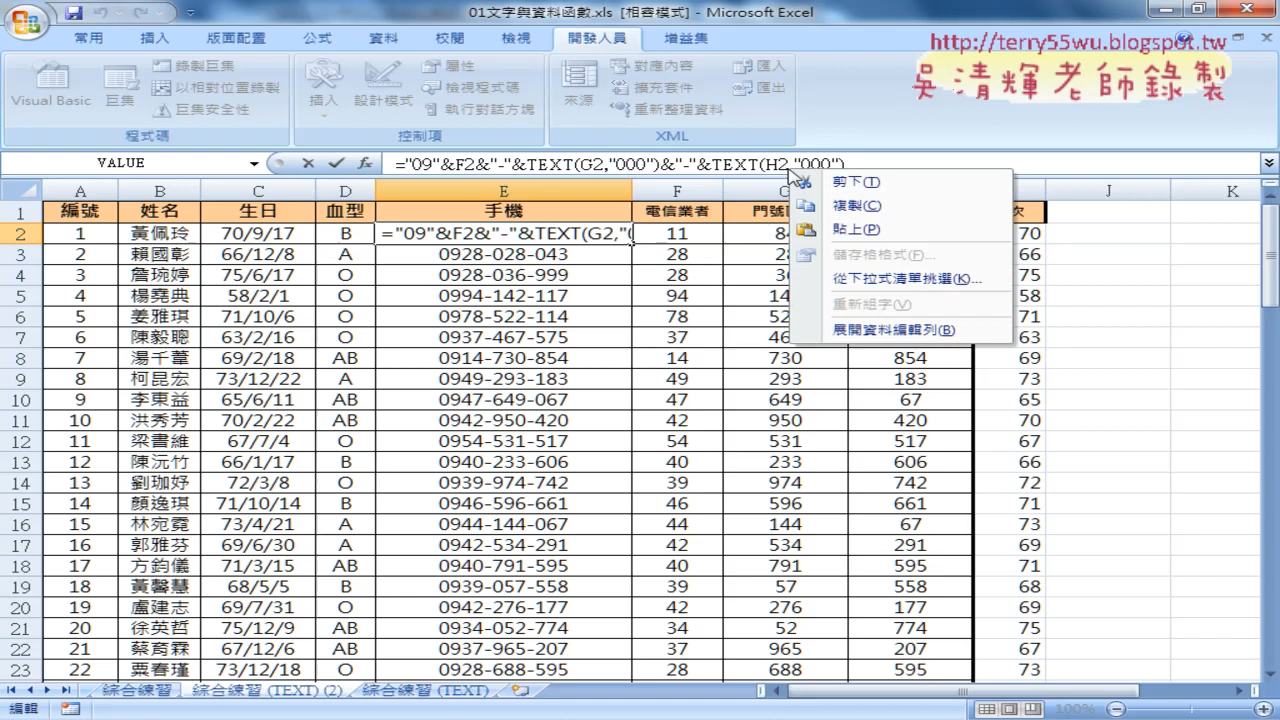 01文字與資料函數.xls [相容模式] - Microsoft Excel
常用 插入 版面配置 公式 資料 校閱 檢視 開發人員 增益集
http://terry55wu.blogspot.tw
吳清輝老師錄製
Visual Basic 巨集 錄製巨集 以相對位置錄製 巨集安全性 程式碼
插入 設計模式 屬性 檢視程式碼 執行對話方塊 控制項
來源 對應內容 擴充套件 重新整理資料 匯入 匯出 XML
VALUE ="09"&F2&"-"&TEXT(G2,"000")&"-"&TEXT(H2,"000")
剪下(T)
複製(C)
貼上(P)
儲存格格式(F)...
從下拉式清單挑選(K)...
重新組字(V)
展開資料編輯列(B)
A B C D E F G J K
1 編號 姓名 生日 血型 手機 電信業者 門號 次
2 1 黃佩玲 70/9/17 B ="09"&F2&"-"&TEXT(G2," 11 70
3 2 賴國彰 66/12/8 A 0928-028-043 28 66
4 3 詹琬婷 75/6/17 O 0928-036-999 28 75
5 4 楊堯典 58/2/1 O 0994-142-117 94 58
6 5 姜雅琪 71/10/6 O 0978-522-114 78 71
7 6 陳毅聰 63/2/16 O 0937-467-575 37 63
8 7 湯千葦 69/2/18 AB 0914-730-854 14 730 854 69
9 8 柯昆宏 73/12/22 A 0949-293-183 49 293 183 73
10 9 李東益 65/6/11 AB 0947-649-067 47 649 67 65
11 10 洪秀芳 70/2/22 AB 0942-950-420 42 950 420 70
12 11 梁書維 67/7/4 O 0954-531-517 54 531 517 67
13 12 陳沅竹 66/1/17 B 0940-233-606 40 233 606 66
14 13 劉珈妤 72/3/8 O 0939-974-742 39 974 742 72
15 14 顏逸琪 71/10/14 B 0946-596-661 46 596 661 71
16 15 林宛霓 73/4/21 A 0944-144-067 44 144 67 73
17 16 郭雅芬 69/6/30 A 0942-534-291 42 534 291 69
18 17 方鈞儀 71/3/15 AB 0940-791-595 40 791 595 71
19 18 黃馨慧 68/5/5 B 0939-057-558 39 57 558 68
20 19 盧建志 69/7/31 O 0942-276-177 42 276 177 69
21 20 徐英哲 75/12/9 AB 0934-052-774 34 52 774 75
22 21 蔡育霖 67/12/6 AB 0937-965-207 37 965 207 67
23 22 粟春瑾 73/12/18 O 0928-688-595 28 688 595 73
綜合練習 綜合練習 (TEXT) (2) 綜合練習 (TEXT)
編輯 100%